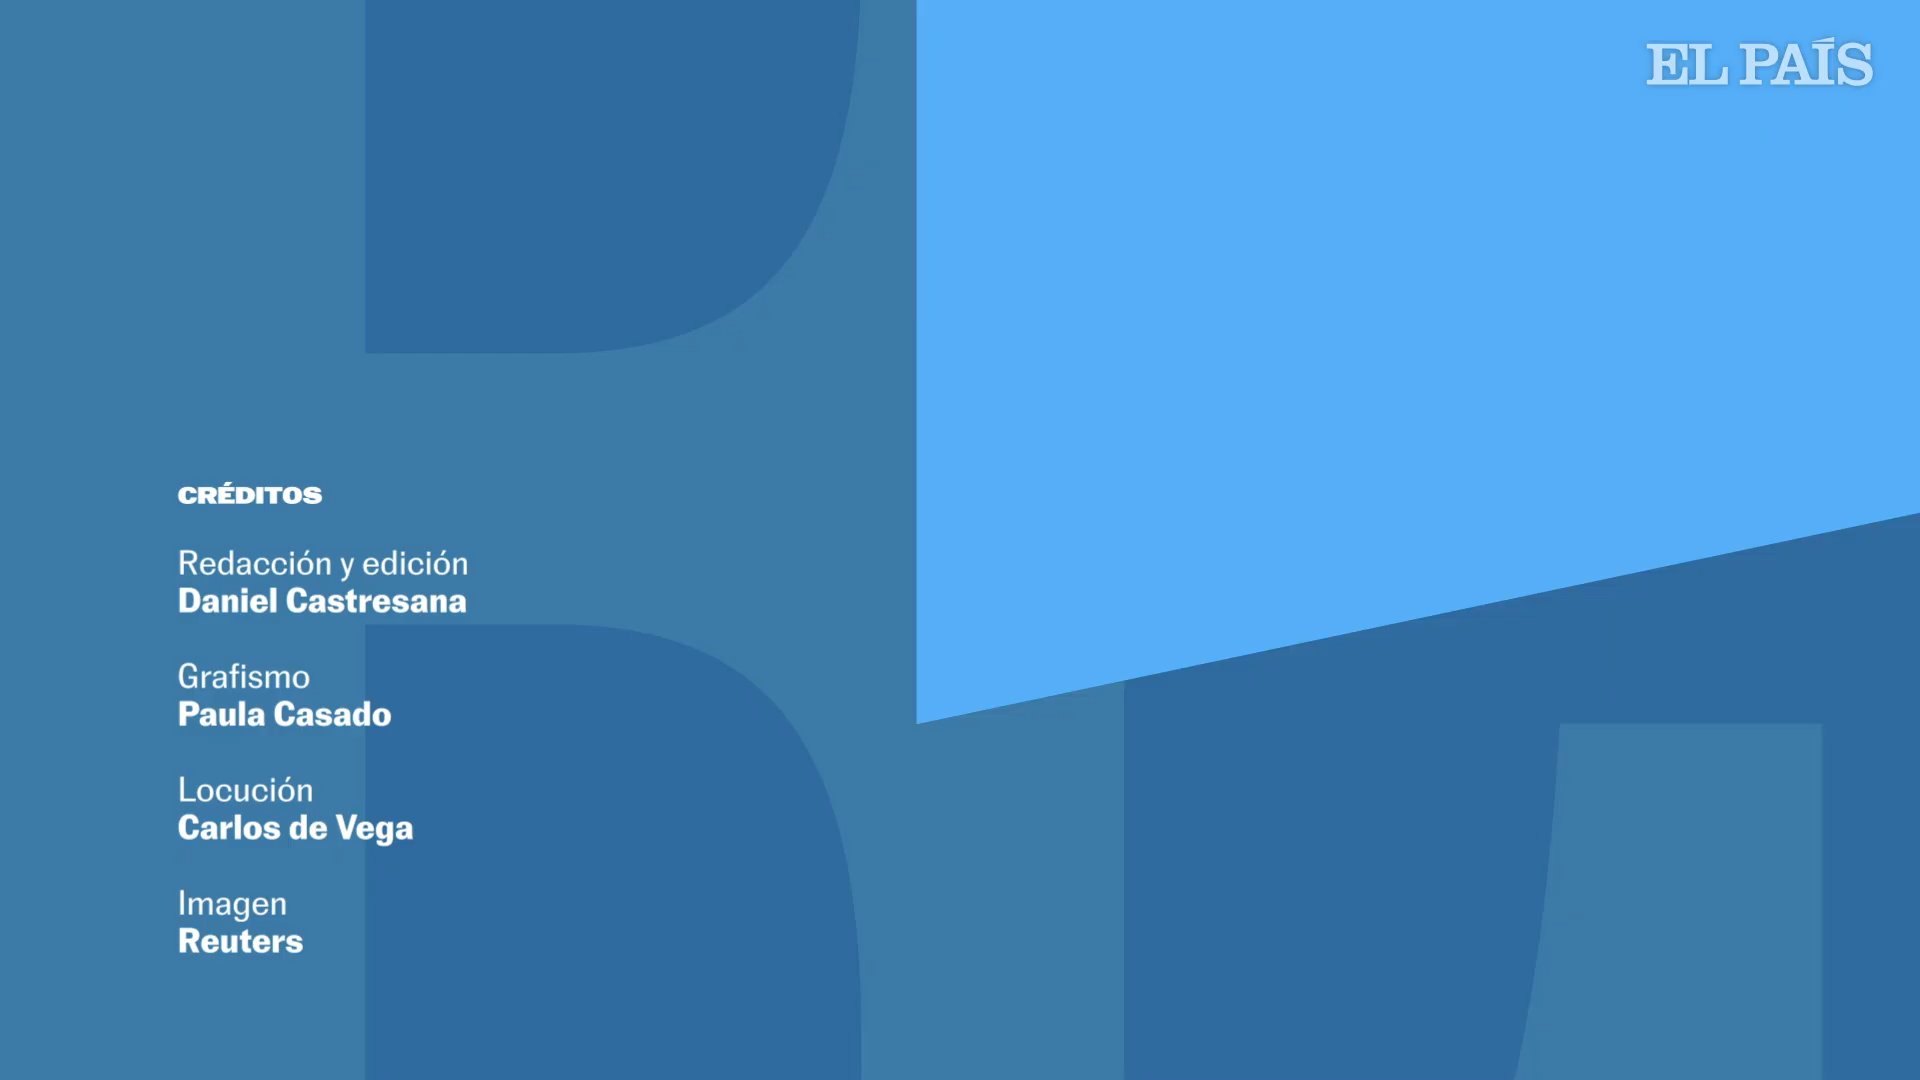 EL PAÍS
CRÉDITOS
Redacción y edición
Daniel Castresana
Grafismo
Paula Casado
Locución
Carlos de Vega
Imagen
Reuters